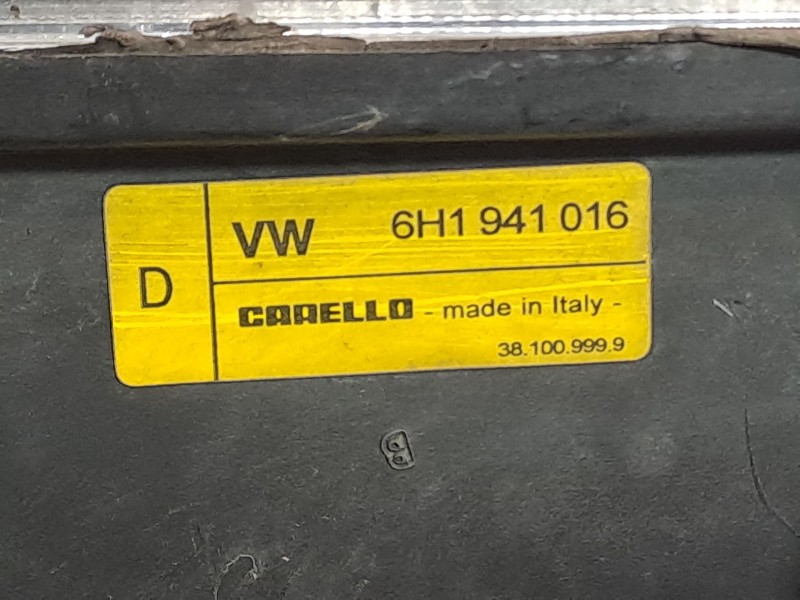 D
VW 6H1 941 016
CARELLO - made in Italy -
38.100.999.9